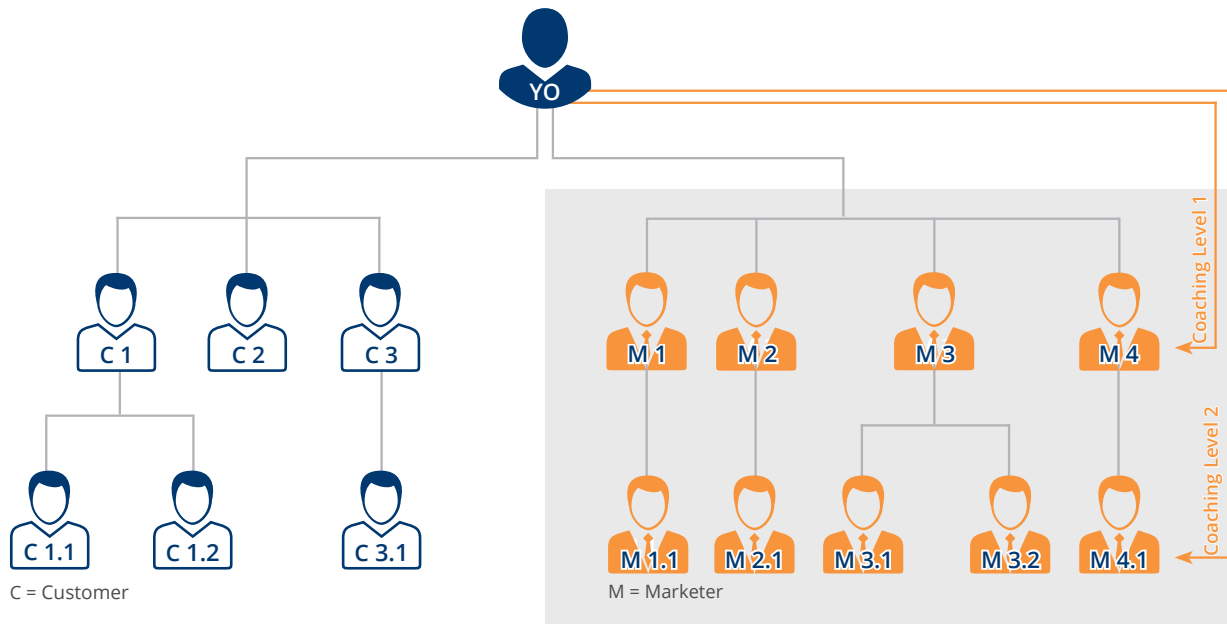 YO
Coaching Level 1
C 1
C 2
C 3
M 1
M 2
M 3
M 4
Coaching Level 2
C 1.1
C 1.2
C 3.1
M 1.1
M 2.1
M 3.1
M 3.2
M 4.1
C = Customer
M = Marketer